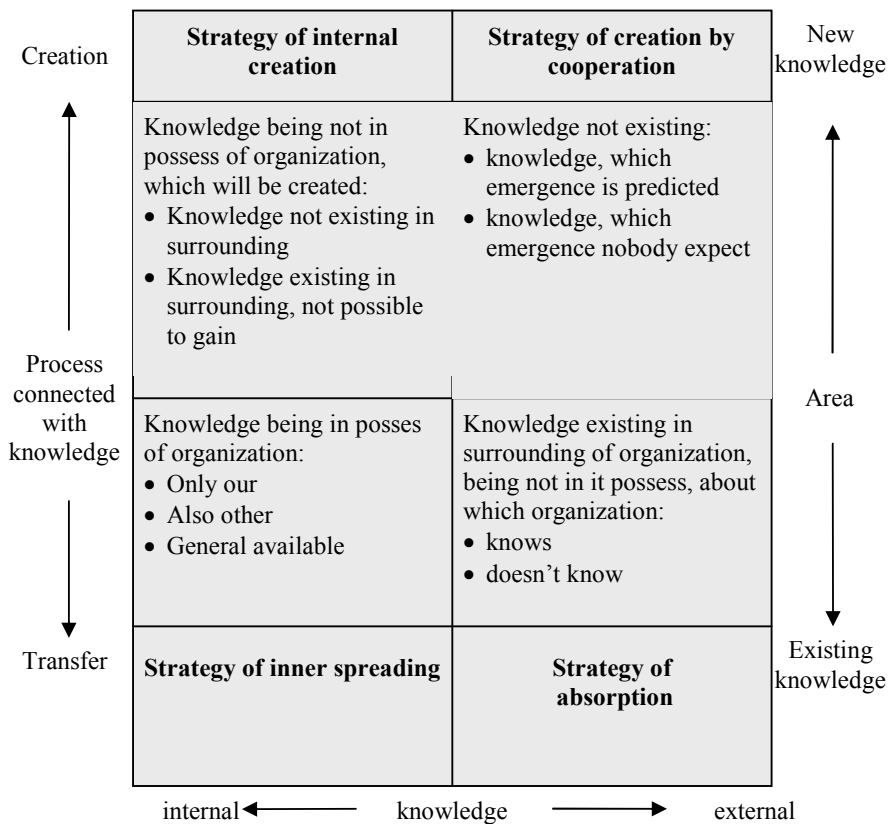 Creation
Strategy of internal
creation
Strategy of creation by
cooperation
New
knowledge
Knowledge being not in
possess of organization,
which will be created:
• Knowledge not existing in
surrounding
• Knowledge existing in
surrounding, not possible
to gain
Knowledge not existing:
• knowledge, which
emergence is predicted
• knowledge, which
emergence nobody expect
Process
connected
with
knowledge
Area
Knowledge being in posses
of organization:
• Only our
• Also other
• General available
Knowledge existing in
surrounding of organization,
being not in it possess, about
which organization:
• knows
• doesn’t know
Transfer
Strategy of inner spreading
Strategy of
absorption
Existing
knowledge
internal
knowledge
external